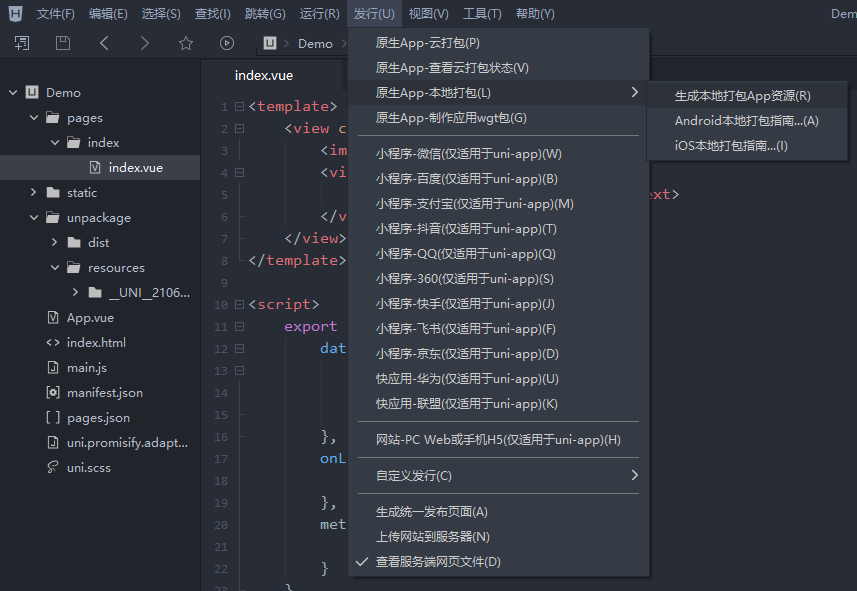 文件(F) 编辑(E) 选择(S) 查找(I) 跳转(G) 运行(R) 发行(U) 视图(V) 工具(T) 帮助(Y) Dem
U Demo
Demo
pages
index
index.vue
static
unpackage
dist
resources
__UNI__2106...
App.vue
index.html
main.js
manifest.json
pages.json
uni.promisify.adapt...
uni.scss
index.vue
1 <template>
2 <view c
3 <im
4 <vi
5 ext>
6 </v
7 </view>
8 </template>
9
10 <script>
11 export
12 dat
13
14
15
16 },
17 onL
18
19 },
20 met
21
22 }
23 }
原生App-云打包(P)
原生App-查看云打包状态(V)
原生App-本地打包(L)
原生App-制作应用wgt包(G)
小程序-微信(仅适用于uni-app)(W)
小程序-百度(仅适用于uni-app)(B)
小程序-支付宝(仅适用于uni-app)(M)
小程序-抖音(仅适用于uni-app)(T)
小程序-QQ(仅适用于uni-app)(Q)
小程序-360(仅适用于uni-app)(S)
小程序-快手(仅适用于uni-app)(J)
小程序-飞书(仅适用于uni-app)(F)
小程序-京东(仅适用于uni-app)(D)
快应用-华为(仅适用于uni-app)(U)
快应用-联盟(仅适用于uni-app)(K)
网站-PC Web或手机H5(仅适用于uni-app)(H)
自定义发行(C)
生成统一发布页面(A)
上传网站到服务器(N)
查看服务端网页文件(D)
生成本地打包App资源(R)
Android本地打包指南...(A)
iOS本地打包指南...(I)